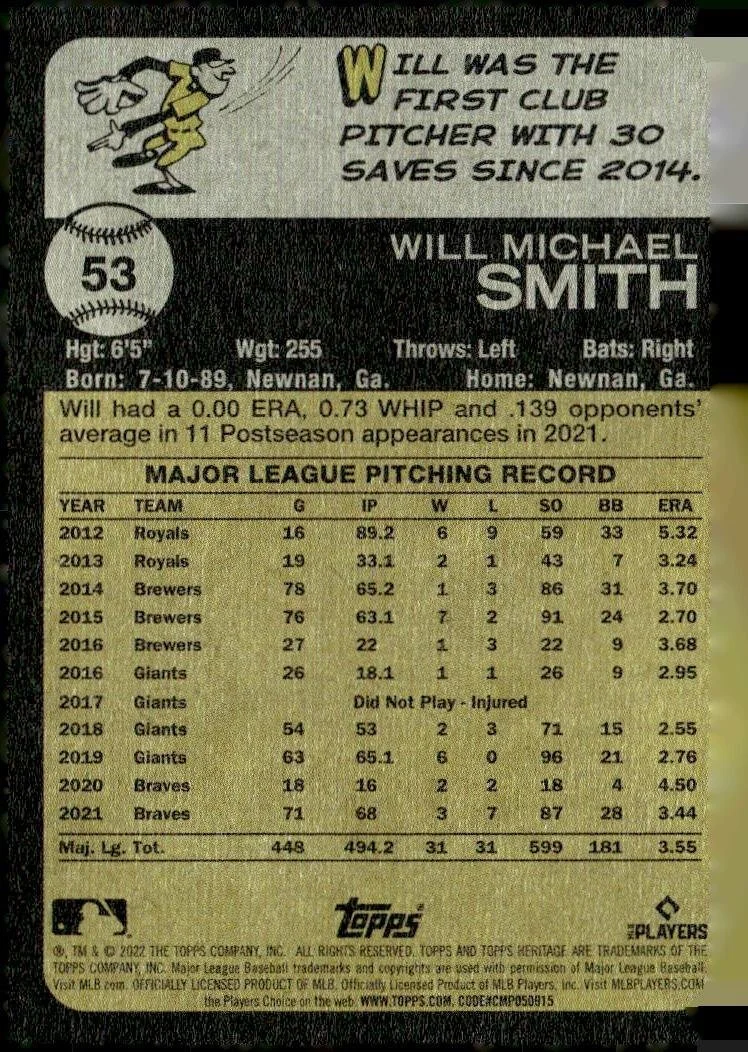 WILL WAS THE
FIRST CLUB
PITCHER WITH 30
SAVES SINCE 2014.
53
WILL MICHAEL
SMITH
Hgt: 6'5" Wgt: 255 Throws: Left Bats: Right
Born: 7-10-89, Newnan, Ga. Home: Newnan, Ga.
Will had a 0.00 ERA, 0.73 WHIP and .139 opponents'
average in 11 Postseason appearances in 2021.
MAJOR LEAGUE PITCHING RECORD
YEAR TEAM G IP W L SO BB ERA
2012 Royals 16 89.2 6 9 59 33 5.32
2013 Royals 19 33.1 2 1 43 7 3.24
2014 Brewers 78 65.2 1 3 86 31 3.70
2015 Brewers 76 63.1 7 2 91 24 2.70
2016 Brewers 27 22 1 3 22 9 3.68
2016 Giants 26 18.1 1 1 26 9 2.95
2017 Giants Did Not Play - Injured
2018 Giants 54 53 2 3 71 15 2.55
2019 Giants 63 65.1 6 0 96 21 2.76
2020 Braves 18 16 2 2 18 4 4.50
2021 Braves 71 68 3 7 87 28 3.44
Maj. Lg. Tot. 448 494.2 31 31 599 181 3.55
Topps
THE PLAYERS
®, TM & © 2022 THE TOPPS COMPANY, INC. ALL RIGHTS RESERVED. TOPPS AND TOPPS HERITAGE ARE TRADEMARKS OF THE
TOPPS COMPANY, INC. Major League Baseball trademarks and copyrights are used with permission of Major League Baseball.
Visit MLB.com. OFFICIALLY LICENSED PRODUCT OF MLB. Officially Licensed Product of MLB Players, Inc. Visit MLBPLAYERS.COM
the Players Choice on the web. WWW.TOPPS.COM. CODE#CMP050915